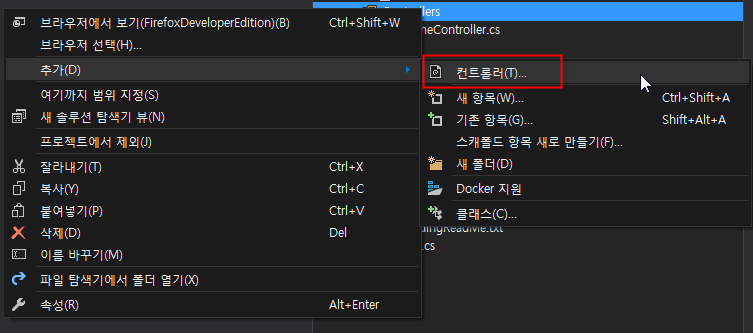 Controllers
meController.cs
브라우저에서 보기(FirefoxDeveloperEdition)(B) Ctrl+Shift+W
브라우저 선택(H)...
추가(D)
여기까지 범위 지정(S)
새 솔루션 탐색기 뷰(N)
프로젝트에서 제외(J)
잘라내기(T) Ctrl+X
복사(Y) Ctrl+C
붙여넣기(P) Ctrl+V
삭제(D) Del
이름 바꾸기(M)
파일 탐색기에서 폴더 열기(X)
속성(R) Alt+Enter
컨트롤러(T)...
새 항목(W)... Ctrl+Shift+A
기존 항목(G)... Shift+Alt+A
스캐폴드 항목 새로 만들기(F)...
새 폴더(D)
Docker 지원
클래스(C)...
dingReadMe.txt
.cs